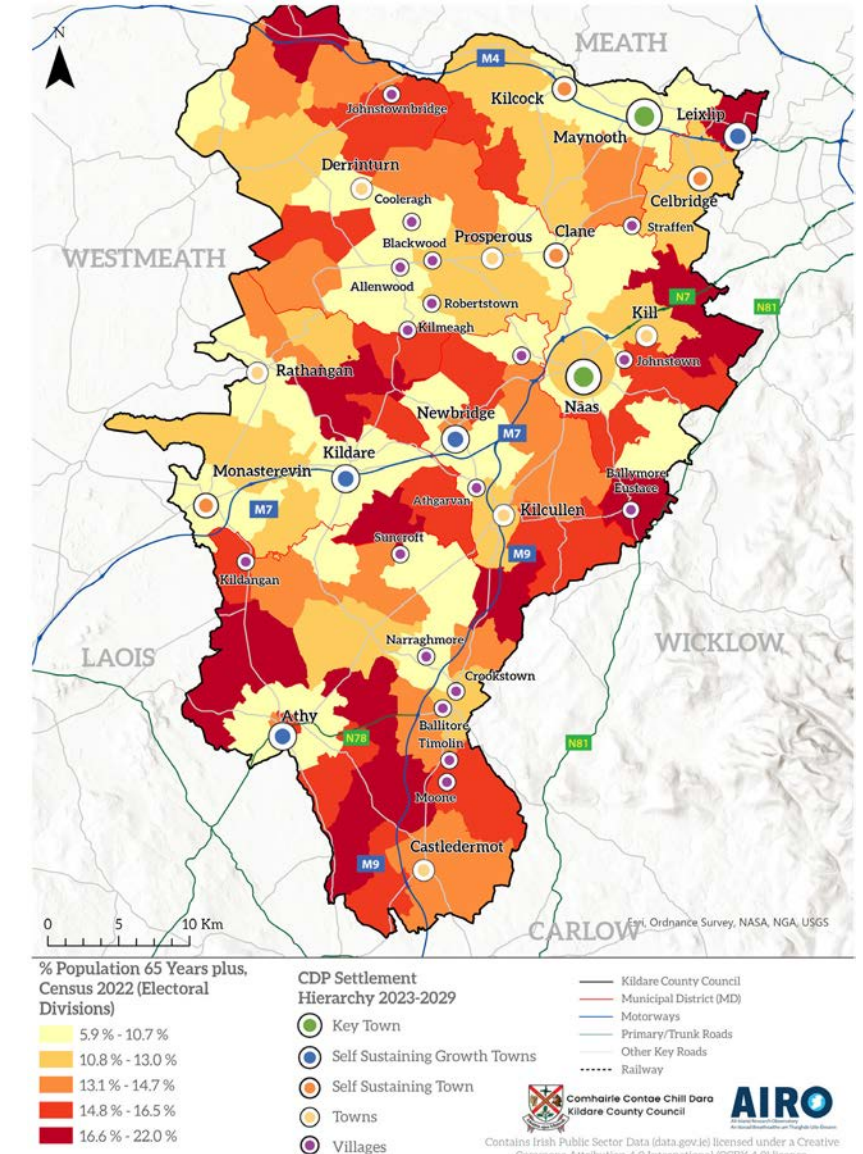 N
MEATH
M4
Kilcock
Leixlip
Johnstownbridge
Maynooth
Derrinturn
Celbridge
Cooleragh
Straffen
Clane
Prosperous
Blackwood
WESTMEATH
Allenwood
N7
N81
Robertstown
Kill
Kilmeagh
Johnstown
Rathangan
Naas
Newbridge
M7
Kildare
Monasterevin
Ballymore
Eustace
Athgarvan
Kilcullen
M7
Suncroft
M9
Kildangan
WICKLOW
Narraghmore
LAOIS
Crookstown
Athy
Ballitore
N78
Timolin
N81
Moone
Castledermot
M9
0 5 10 Km
CARLOW
Esri, Ordnance Survey, NASA, NGA, USGS
% Population 65 Years plus,
Census 2022 (Electoral
Divisions)
5.9 % - 10.7 %
10.8 % - 13.0 %
13.1 % - 14.7 %
14.8 % - 16.5 %
16.6 % - 22.0 %
CDP Settlement
Hierarchy 2023-2029
Key Town
Self Sustaining Growth Towns
Self Sustaining Town
Towns
Villages
Kildare County Council
Municipal District (MD)
Motorways
Primary/Trunk Roads
Other Key Roads
Railway
Comhairle Contae Chill Dara
Kildare County Council
AIRO
Contains Irish Public Sector Data (data.gov.ie) licensed under a Creative